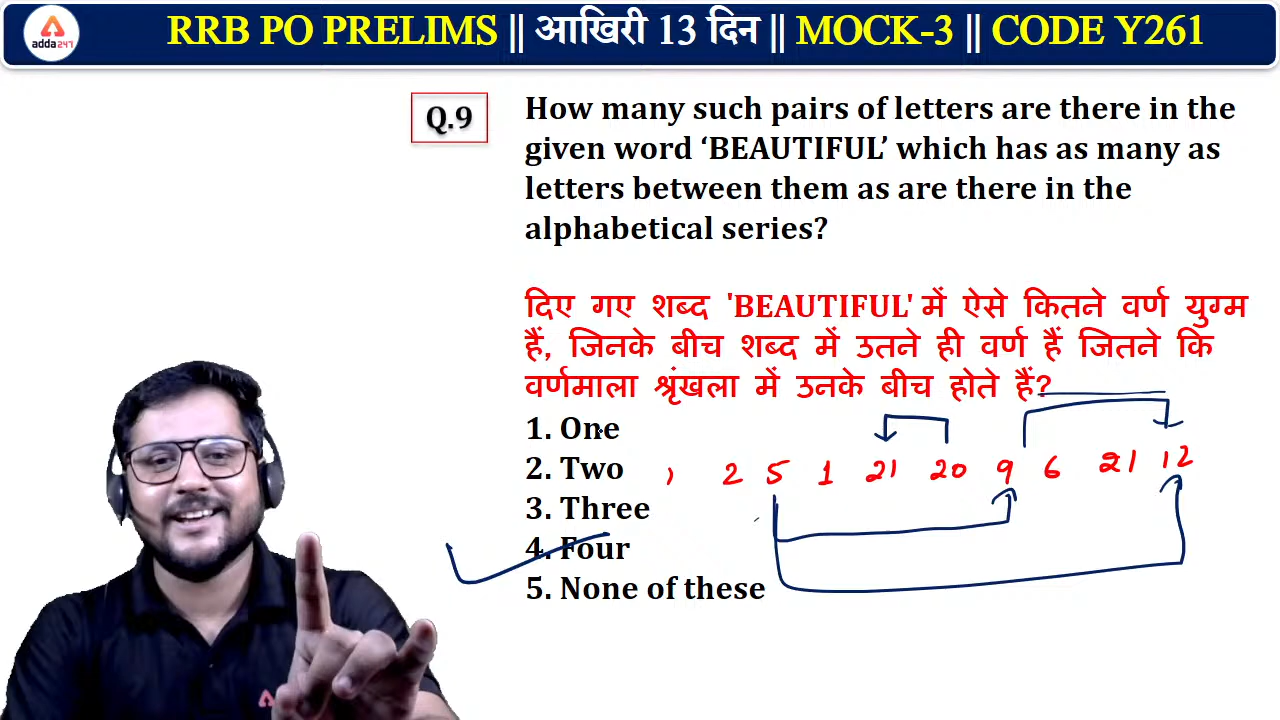 adda247
RRB PO PRELIMS || आखिरी 13 दिन || MOCK-3 || CODE Y261
Q.9
How many such pairs of letters are there in the
given word ‘BEAUTIFUL’ which has as many as
letters between them as are there in the
alphabetical series?
दिए गए शब्द 'BEAUTIFUL' में ऐसे कितने वर्ण युग्म
हैं, जिनके बीच शब्द में उतने ही वर्ण हैं जितने कि
वर्णमाला श्रृंखला में उनके बीच होते हैं?
1. One
2. Two
3. Three
4. Four
5. None of these
2 5 1 21 20 9 6 21 12